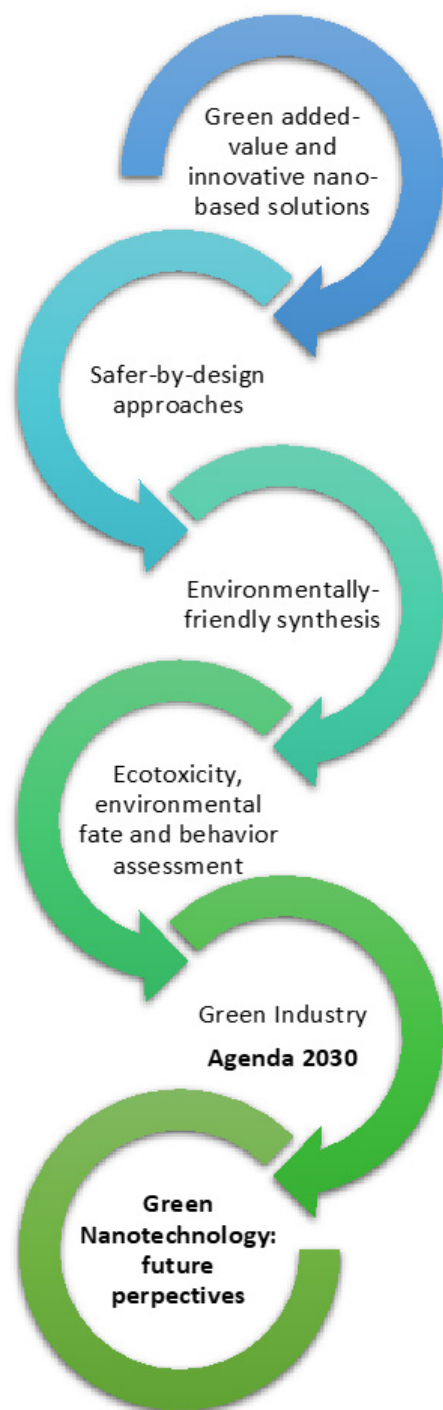 Green added-
value and
innovative nano-
based solutions
Safer-by-design
approaches
Environmentally-
friendly synthesis
Ecotoxicity,
environmental
fate and behavior
assessment
Green Industry
Agenda 2030
Green
Nanotechnology:
future
perpectives